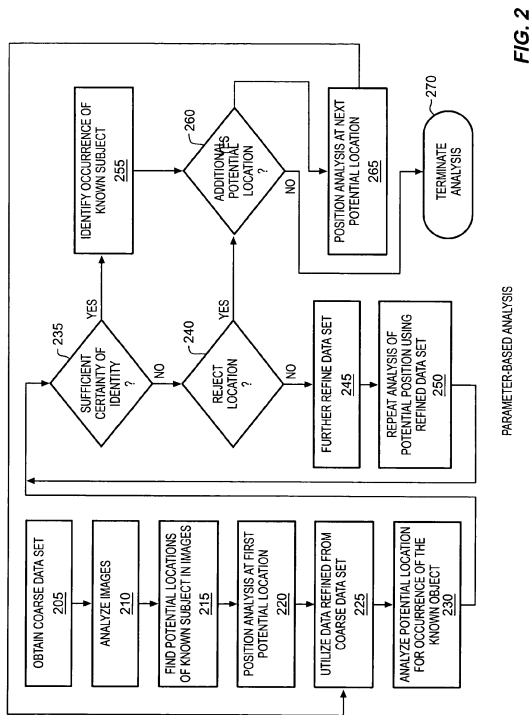 OBTAIN COARSE DATA SET
205
ANALYZE IMAGES
210
FIND POTENTIAL LOCATIONS
OF KNOWN SUBJECT IN IMAGES
215
POSITION ANALYSIS AT FIRST
POTENTIAL LOCATION
220
UTILIZE DATA REFINED FROM
COARSE DATA SET
225
ANALYZE POTENTIAL LOCATION
FOR OCCURRENCE OF THE
KNOWN OBJECT
230
235
SUFFICIENT
CERTAINTY OF
IDENTITY
?
YES
NO
240
REJECT
LOCATION
?
YES
NO
FURTHER REFINE DATA SET
245
REPEAT ANALYSIS OF
POTENTIAL POSITION USING
REFINED DATA SET
250
IDENTIFY OCCURRENCE OF
KNOWN SUBJECT
255
260
ADDITIONAL
YES
POTENTIAL
LOCATION
?
NO
POSITION ANALYSIS AT NEXT
POTENTIAL LOCATION
265
270
TERMINATE
ANALYSIS
PARAMETER-BASED ANALYSIS
FIG. 2